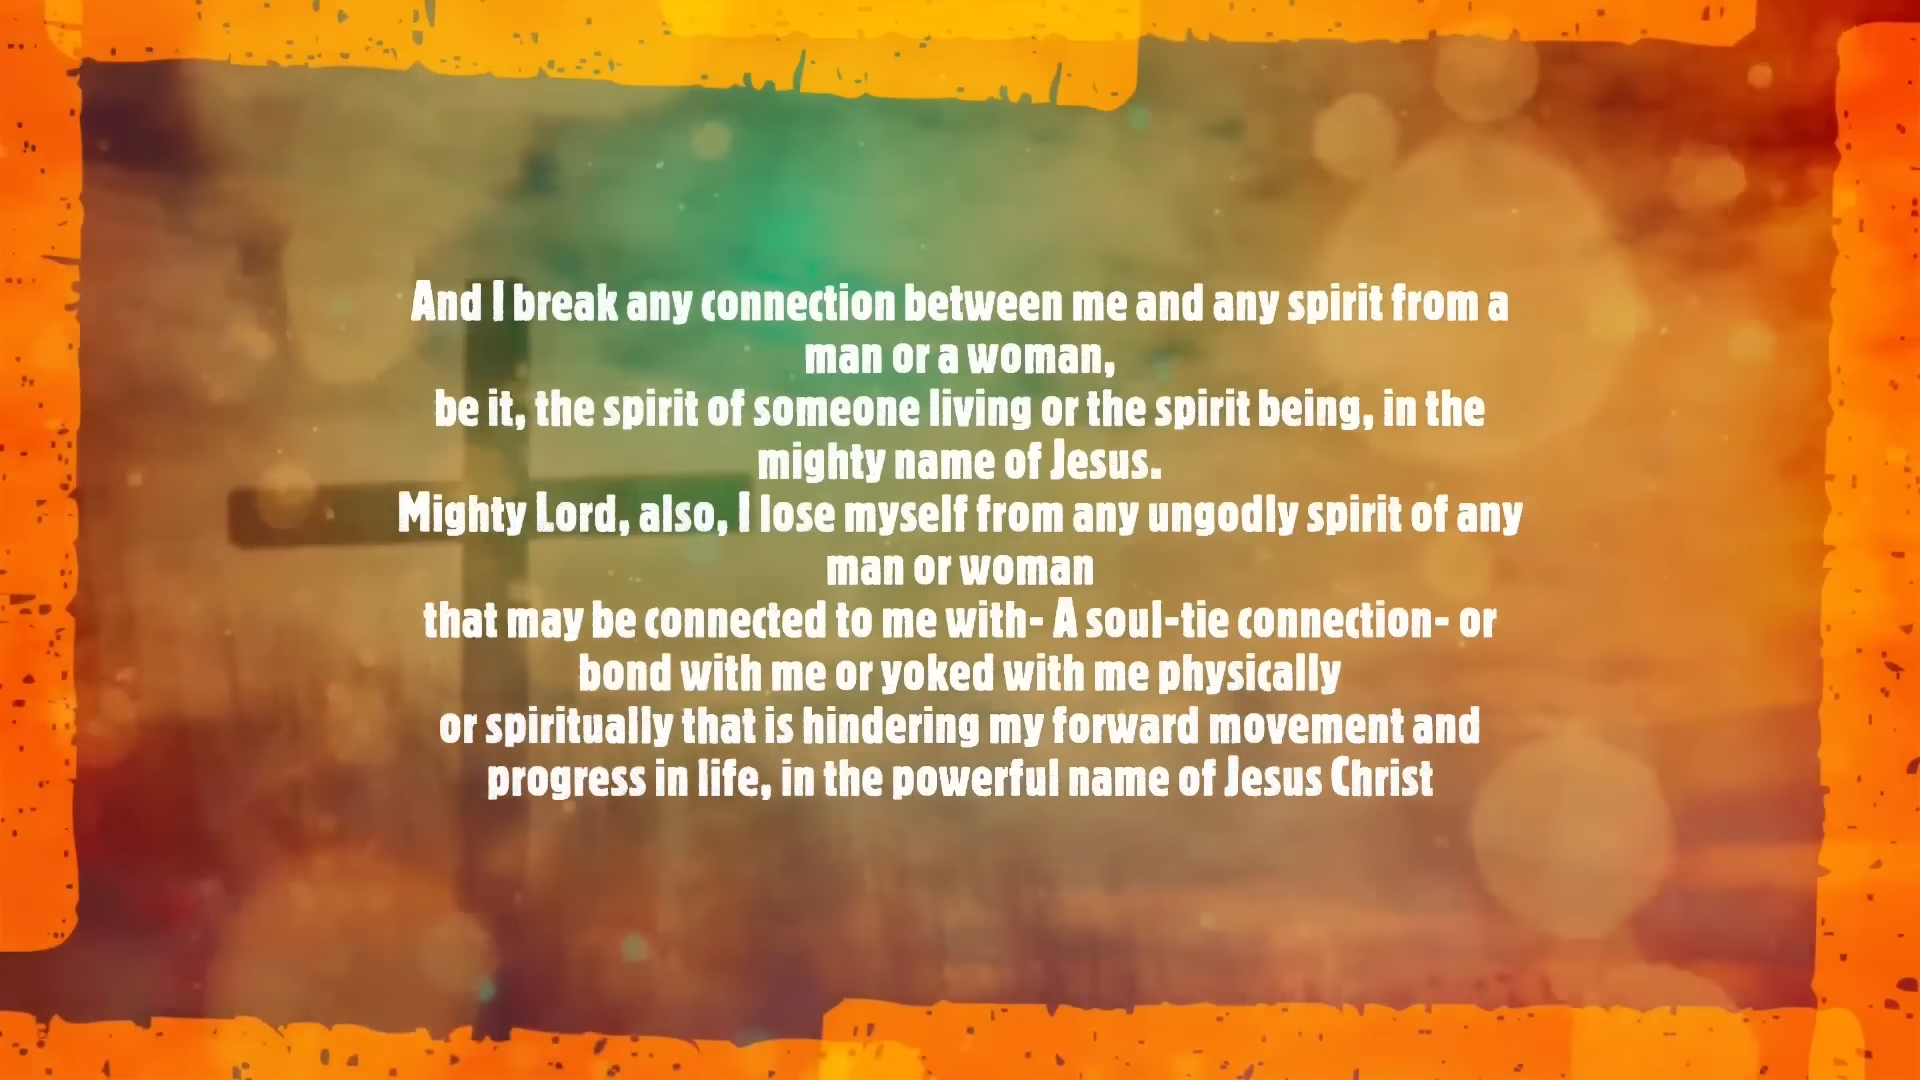 And I break any connection between me and any spirit from a
man or a woman,
be it, the spirit of someone living or the spirit being, in the
mighty name of Jesus.
Mighty Lord, also, I lose myself from any ungodly spirit of any
man or woman
that may be connected to me with- A soul-tie connection- or
bond with me or yoked with me physically
or spiritually that is hindering my forward movement and
progress in life, in the powerful name of Jesus Christ